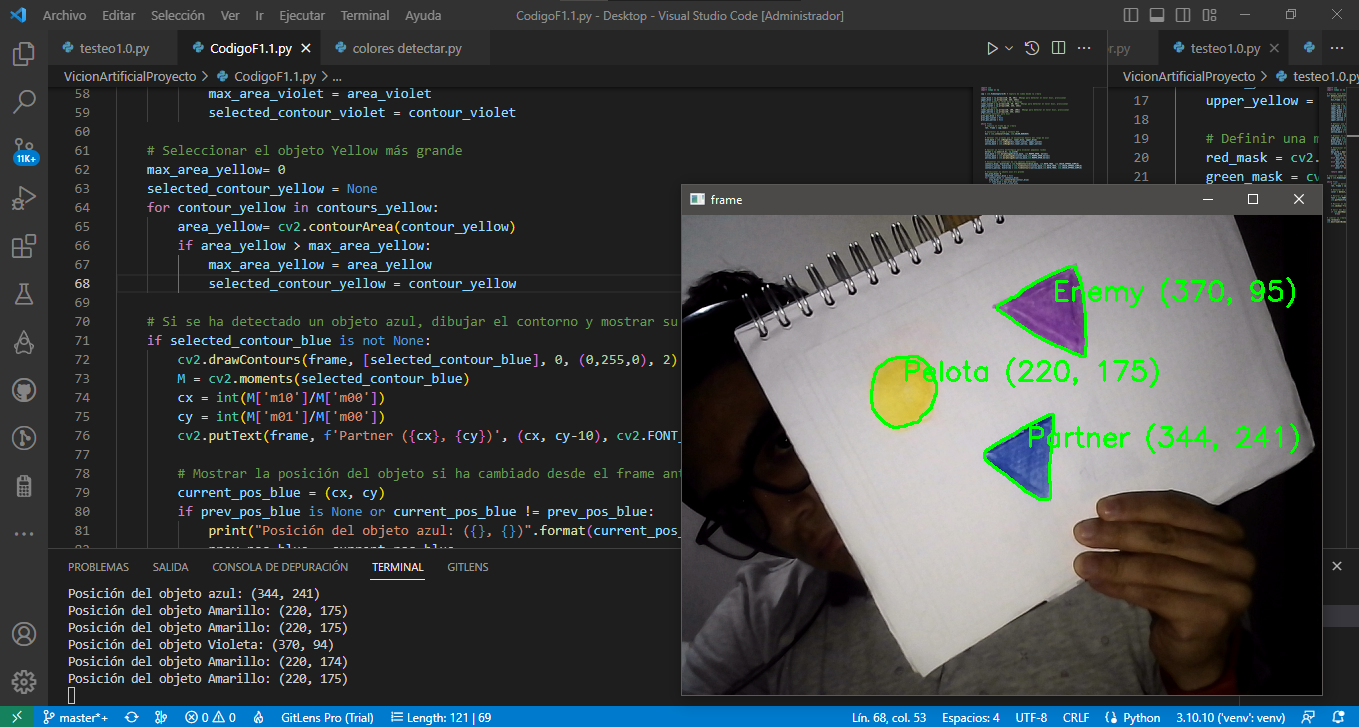 Archivo Editar Selección Ver Ir Ejecutar Terminal Ayuda
CodigoF1.1.py - Desktop - Visual Studio Code [Administrador]
testeo1.0.py CodigoF1.1.py colores detectar.py
r.py testeo1.0.py
VicionArtificialProyecto > CodigoF1.1.py > ...
VicionArtificialProyecto > testeo1.0.py
58 max_area_violet = area_violet
59 selected_contour_violet = contour_violet
60
61 # Seleccionar el objeto Yellow más grande
62 max_area_yellow= 0
63 selected_contour_yellow = None
64 for contour_yellow in contours_yellow:
65 area_yellow= cv2.contourArea(contour_yellow)
66 if area_yellow > max_area_yellow:
67 max_area_yellow = area_yellow
68 selected_contour_yellow = contour_yellow
69
70 # Si se ha detectado un objeto azul, dibujar el contorno y mostrar su
71 if selected_contour_blue is not None:
72 cv2.drawContours(frame, [selected_contour_blue], 0, (0,255,0), 2)
73 M = cv2.moments(selected_contour_blue)
74 cx = int(M['m10']/M['m00'])
75 cy = int(M['m01']/M['m00'])
76 cv2.putText(frame, f'Partner ({cx}, {cy})', (cx, cy-10), cv2.FONT_
77
78 # Mostrar la posición del objeto si ha cambiado desde el frame ant
79 current_pos_blue = (cx, cy)
80 if prev_pos_blue is None or current_pos_blue != prev_pos_blue:
81 print("Posición del objeto azul: ({}, {})".format(current_pos_
17 upper_yellow =
18
19 # Definir una m
20 red_mask = cv2.
21 green_mask = cv
frame
Enemy (370, 95)
Pelota (220, 175)
Partner (344, 241)
PROBLEMAS SALIDA CONSOLA DE DEPURACIÓN TERMINAL GITLENS
Posición del objeto azul: (344, 241)
Posición del objeto Amarillo: (220, 175)
Posición del objeto Amarillo: (220, 175)
Posición del objeto Violeta: (370, 94)
Posición del objeto Amarillo: (220, 174)
Posición del objeto Amarillo: (220, 175)
11K+
master*+ 0 0 GitLens Pro (Trial) Length: 121 | 69 Lín. 68, col. 53 Espacios: 4 UTF-8 CRLF Python 3.10.10 ('venv': venv)